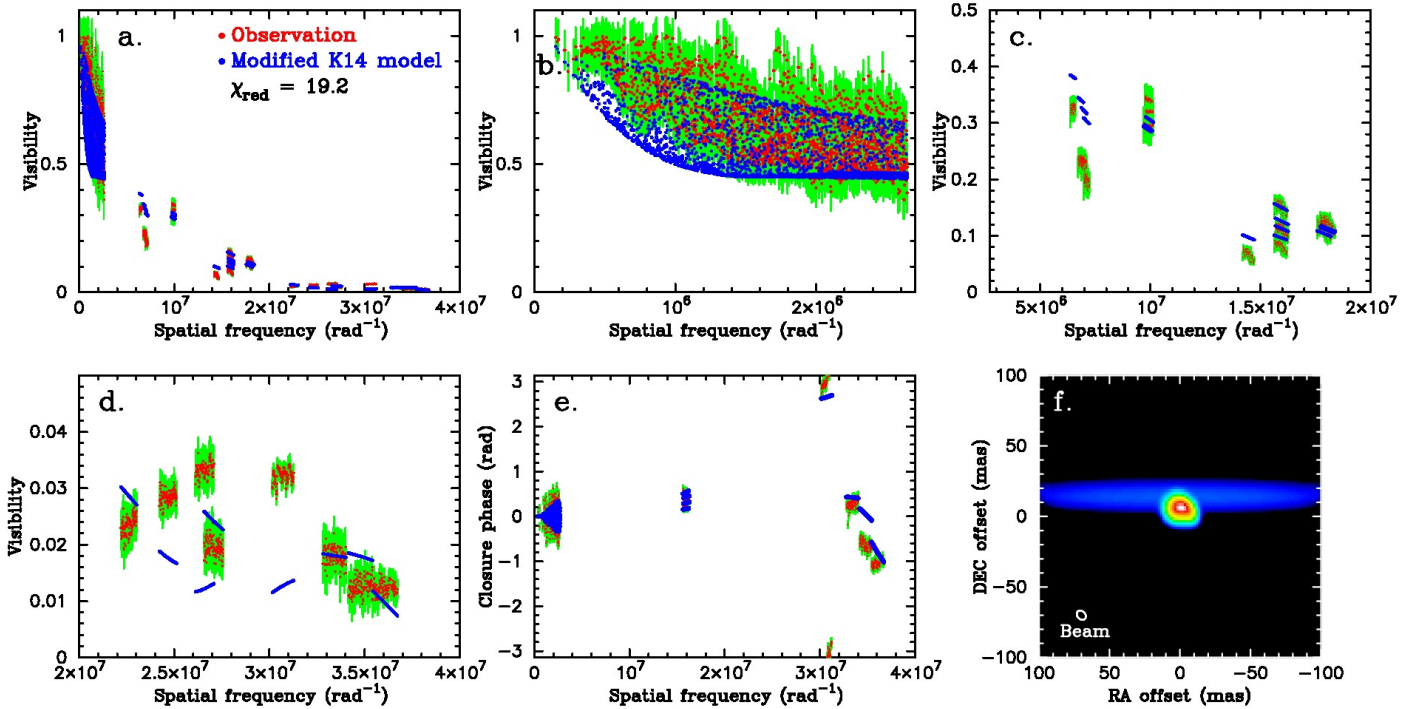 a.
Observation
Modified K14 model
χred = 19.2
Visibility
1
0.5
0
0 10⁷ 2×10⁷ 3×10⁷ 4×10⁷
Spatial frequency (rad⁻¹)
b.
Visibility
1
0.5
0
10⁶ 2×10⁶
Spatial frequency (rad⁻¹)
c.
Visibility
0.5
0.4
0.3
0.2
0.1
0
5×10⁶ 10⁷ 1.5×10⁷ 2×10⁷
Spatial frequency (rad⁻¹)
d.
Visibility
0.04
0.03
0.02
0.01
0
2×10⁷ 2.5×10⁷ 3×10⁷ 3.5×10⁷ 4×10⁷
Spatial frequency (rad⁻¹)
e.
Closure phase (rad)
3
2
1
0
−1
−2
−3
0 10⁷ 2×10⁷ 3×10⁷ 4×10⁷
Spatial frequency (rad⁻¹)
f.
DEC offset (mas)
100
50
0
−50
−100
Beam
100 50 0 −50 −100
RA offset (mas)